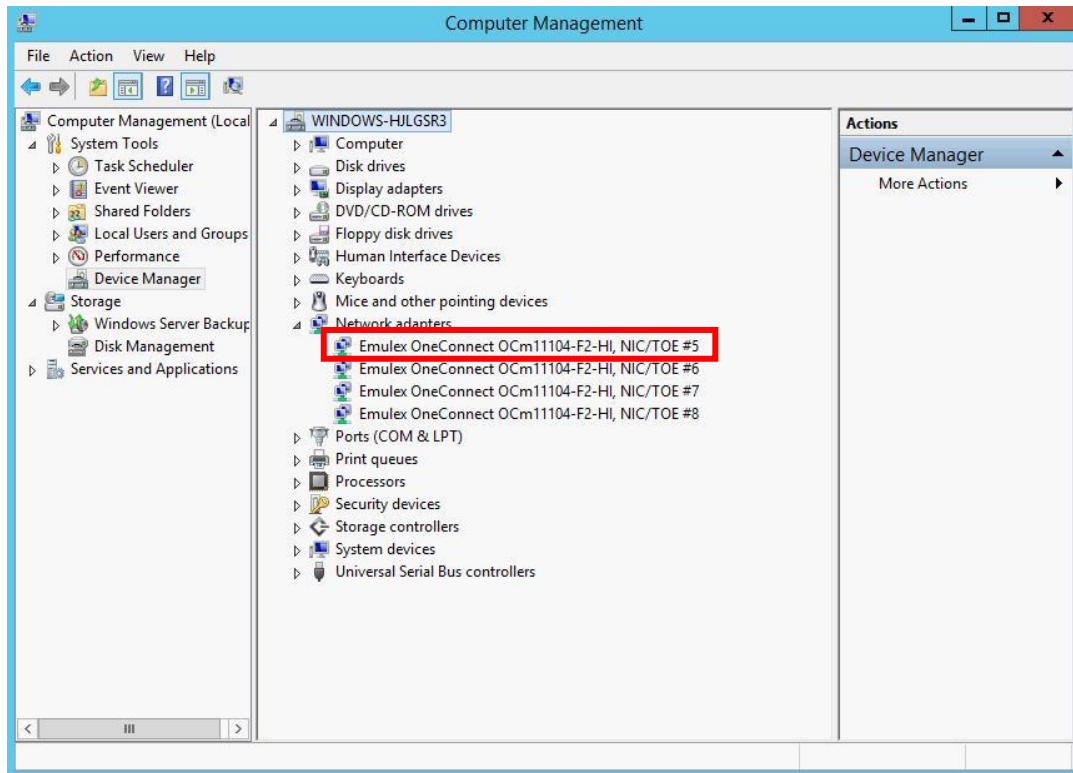 Computer Management
File Action View Help
Computer Management (Local
System Tools
Task Scheduler
Event Viewer
Shared Folders
Local Users and Groups
Performance
Device Manager
Storage
Windows Server Backup
Disk Management
Services and Applications
WINDOWS-HJLGSR3
Computer
Disk drives
Display adapters
DVD/CD-ROM drives
Floppy disk drives
Human Interface Devices
Keyboards
Mice and other pointing devices
Network adapters
Emulex OneConnect OCm11104-F2-HI, NIC/TOE #5
Emulex OneConnect OCm11104-F2-HI, NIC/TOE #6
Emulex OneConnect OCm11104-F2-HI, NIC/TOE #7
Emulex OneConnect OCm11104-F2-HI, NIC/TOE #8
Ports (COM & LPT)
Print queues
Processors
Security devices
Storage controllers
System devices
Universal Serial Bus controllers
Actions
Device Manager
More Actions